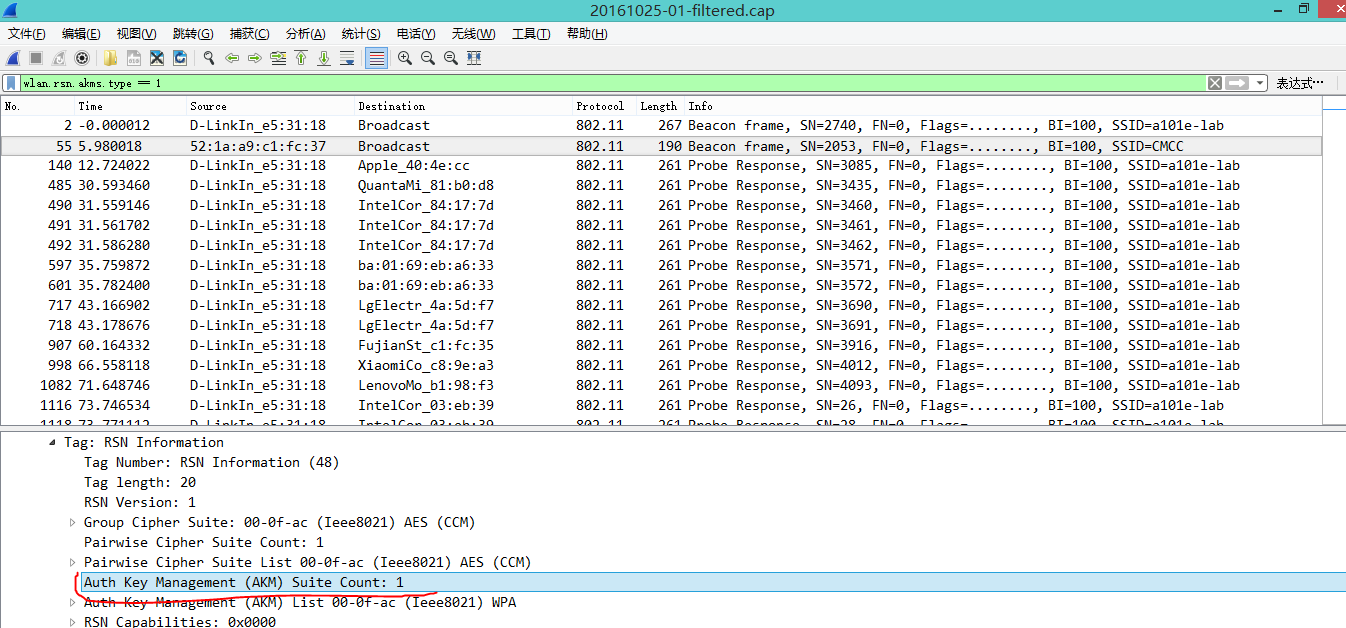 20161025-01-filtered.cap
文件(F) 编辑(E) 视图(V) 跳转(G) 捕获(C) 分析(A) 统计(S) 电话(Y) 无线(W) 工具(T) 帮助(H)
wlan.rsn.akms.type == 1 表达式…
No. Time Source Destination Protocol Length Info
2 -0.000012 D-LinkIn_e5:31:18 Broadcast 802.11 267 Beacon frame, SN=2740, FN=0, Flags=........, BI=100, SSID=a101e-lab
55 5.980018 52:1a:a9:c1:fc:37 Broadcast 802.11 190 Beacon frame, SN=2053, FN=0, Flags=........, BI=100, SSID=CMCC
140 12.724022 D-LinkIn_e5:31:18 Apple_40:4e:cc 802.11 261 Probe Response, SN=3085, FN=0, Flags=........, BI=100, SSID=a101e-lab
485 30.593460 D-LinkIn_e5:31:18 QuantaMi_81:b0:d8 802.11 261 Probe Response, SN=3435, FN=0, Flags=........, BI=100, SSID=a101e-lab
490 31.559146 D-LinkIn_e5:31:18 IntelCor_84:17:7d 802.11 261 Probe Response, SN=3460, FN=0, Flags=........, BI=100, SSID=a101e-lab
491 31.561702 D-LinkIn_e5:31:18 IntelCor_84:17:7d 802.11 261 Probe Response, SN=3461, FN=0, Flags=........, BI=100, SSID=a101e-lab
492 31.586280 D-LinkIn_e5:31:18 IntelCor_84:17:7d 802.11 261 Probe Response, SN=3462, FN=0, Flags=........, BI=100, SSID=a101e-lab
597 35.759872 D-LinkIn_e5:31:18 ba:01:69:eb:a6:33 802.11 261 Probe Response, SN=3571, FN=0, Flags=........, BI=100, SSID=a101e-lab
601 35.782400 D-LinkIn_e5:31:18 ba:01:69:eb:a6:33 802.11 261 Probe Response, SN=3572, FN=0, Flags=........, BI=100, SSID=a101e-lab
717 43.166902 D-LinkIn_e5:31:18 LgElectr_4a:5d:f7 802.11 261 Probe Response, SN=3690, FN=0, Flags=........, BI=100, SSID=a101e-lab
718 43.178676 D-LinkIn_e5:31:18 LgElectr_4a:5d:f7 802.11 261 Probe Response, SN=3691, FN=0, Flags=........, BI=100, SSID=a101e-lab
907 60.164332 D-LinkIn_e5:31:18 FujianSt_c1:fc:35 802.11 261 Probe Response, SN=3916, FN=0, Flags=........, BI=100, SSID=a101e-lab
998 66.558118 D-LinkIn_e5:31:18 XiaomiCo_c8:9e:a3 802.11 261 Probe Response, SN=4012, FN=0, Flags=........, BI=100, SSID=a101e-lab
1082 71.648746 D-LinkIn_e5:31:18 LenovoMo_b1:98:f3 802.11 261 Probe Response, SN=4093, FN=0, Flags=........, BI=100, SSID=a101e-lab
1116 73.746534 D-LinkIn_e5:31:18 IntelCor_03:eb:39 802.11 261 Probe Response, SN=26, FN=0, Flags=........, BI=100, SSID=a101e-lab
1118 73.771112 D-LinkIn_e5:31:18 IntelCor_03:eb:39 802.11 261 Probe Response, SN=28, FN=0, Flags=........, BI=100, SSID=a101e-lab
Tag: RSN Information
Tag Number: RSN Information (48)
Tag length: 20
RSN Version: 1
Group Cipher Suite: 00-0f-ac (Ieee8021) AES (CCM)
Pairwise Cipher Suite Count: 1
Pairwise Cipher Suite List 00-0f-ac (Ieee8021) AES (CCM)
Auth Key Management (AKM) Suite Count: 1
Auth Key Management (AKM) List 00-0f-ac (Ieee8021) WPA
RSN Capabilities: 0x0000